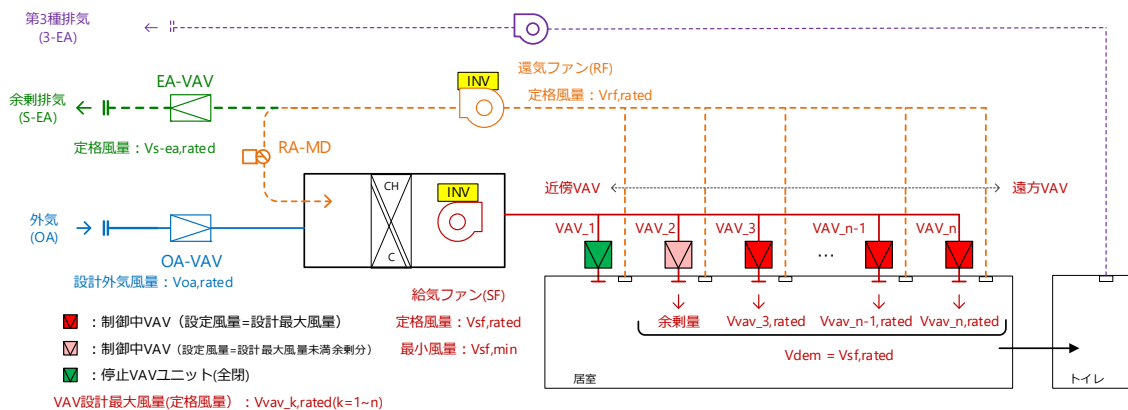 第3種排気
(3-EA)
EA-VAV
INV
還気ファン(RF)
定格風量：Vrf,rated
余剰排気
(S-EA)
定格風量：Vs-ea,rated
RA-MD
近傍VAV
遠方VAV
CH
INV
C
外気
(OA)
OA-VAV
設計外気風量：Voa,rated
VAV_1
VAV_2
VAV_3
VAV_n-1
VAV_n
…
給気ファン(SF)
定格風量：Vsf,rated
最小風量：Vsf,min
余剰量
Vvav_3,rated
Vvav_n-1,rated
Vvav_n,rated
Vdem = Vsf,rated
居室
トイレ
：制御中VAV（設定風量=設計最大風量）
：制御中VAV（設定風量=設計最大風量未満余剰分）
：停止VAVユニット(全閉)
VAV設計最大風量(定格風量）：Vvav_k,rated(k=1~n)